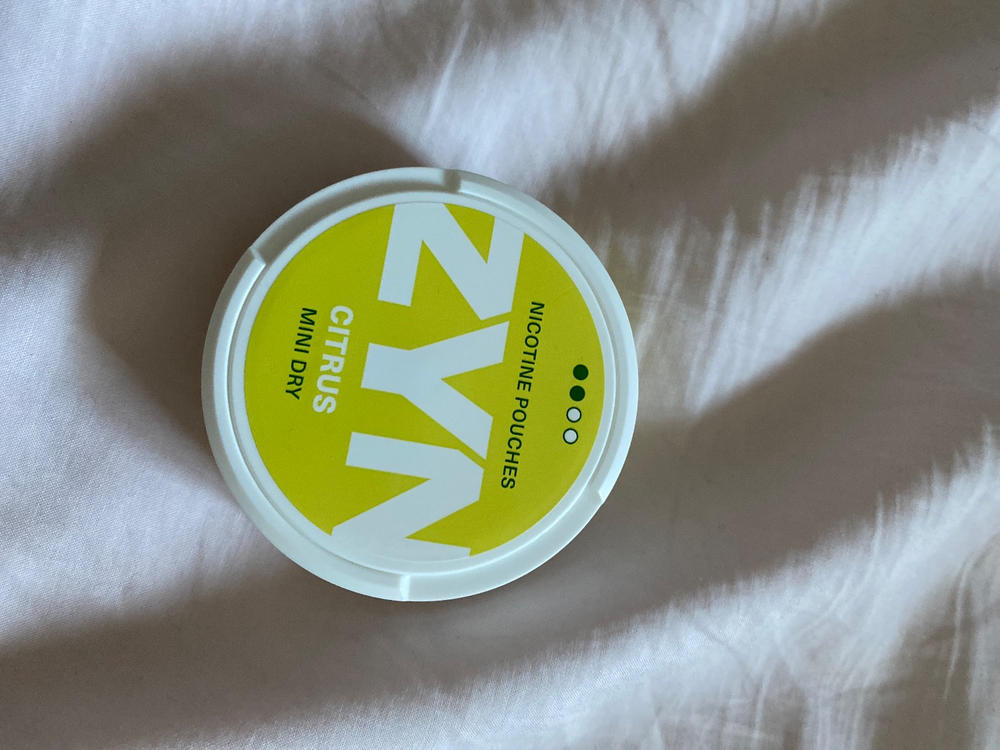 NICOTINE POUCHES
ZYN
CITRUS
MINI DRY